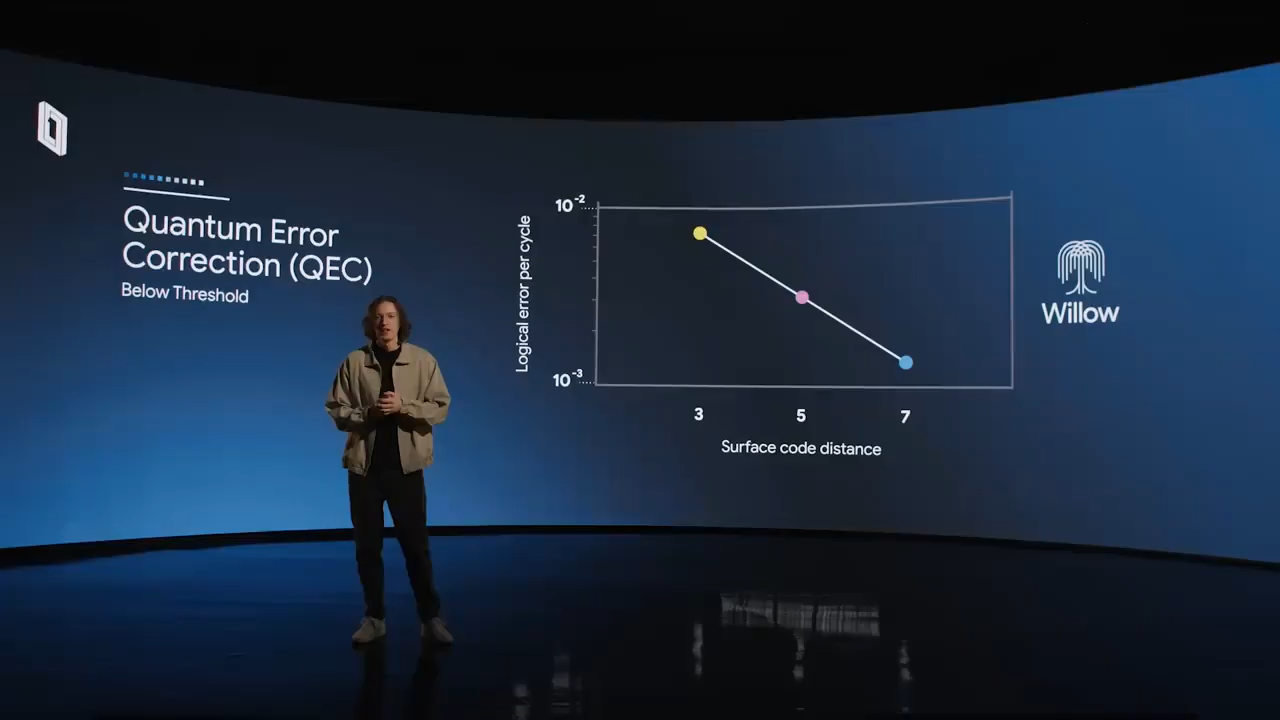 Quantum Error
Correction (QEC)
Below Threshold
Logical error per cycle
10-2
10-3
3 5 7
Surface code distance
Willow